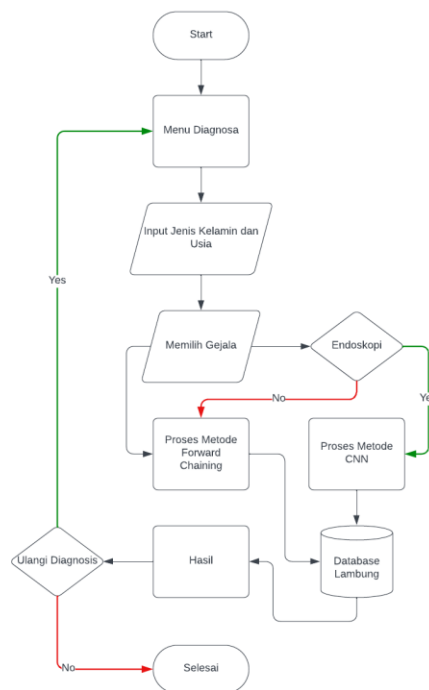 Start
Menu Diagnosa
Input Jenis Kelamin dan
Usia
Yes
Memilih Gejala
Endoskopi
No
Ye
Proses Metode
Forward
Chaining
Proses Metode
CNN
Ulangi Diagnosis
Hasil
Database
Lambung
No
Selesai